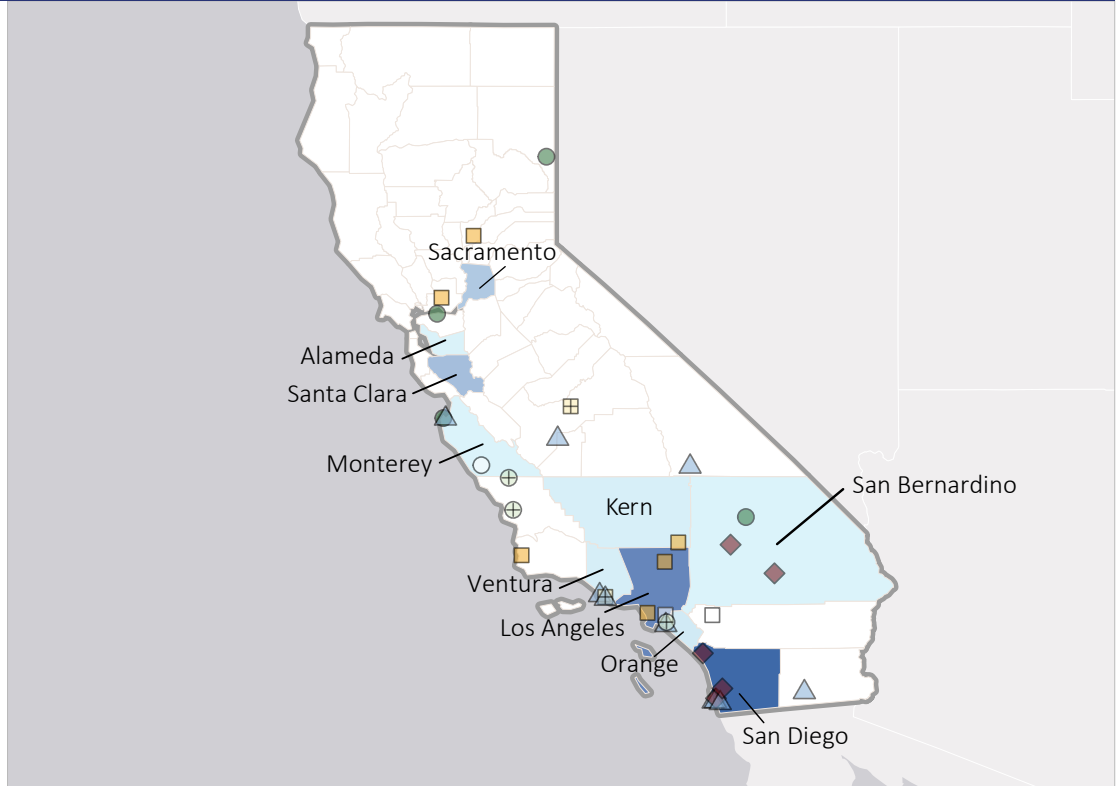 Sacramento
Alameda
Santa Clara
Monterey
San Bernardino
Kern
Ventura
Los Angeles
Orange
San Diego